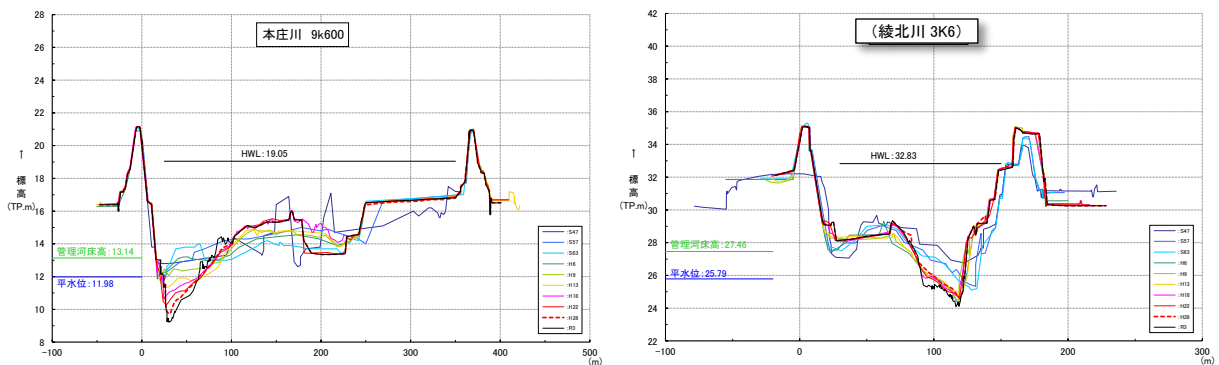 本庄川 9k600
28
26
24
22
20
18
16
14
12
10
8
↑
標
高
(TP.m)
HWL:19.05
管理河床高:13.14
平水位:11.98
:S47
:S57
:S63
:H6
:H9
:H13
:H18
:H22
:H28
:R3
-100 0 100 200 300 400 500
(m)
(綾北川 3K6)
42
40
38
36
34
32
30
28
26
24
22
↑
標
高
(TP.m)
HWL:32.83
管理河床高:27.46
平水位:25.79
:S47
:S57
:S63
:H6
:H9
:H13
:H18
:H22
:H28
:R3
-100 0 100 200 300
(m)